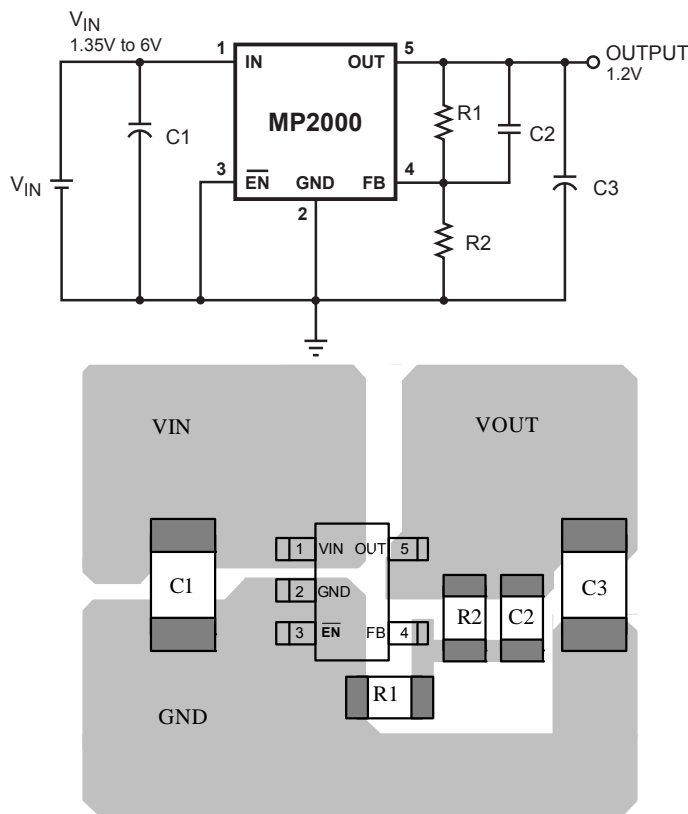 VIN
1.35V to 6V
1
IN
OUT
5
OUTPUT
1.2V
MP2000
C1
R1
C2
C3
VIN
3
EN
GND
FB
4
2
R2
VIN
VOUT
1
VIN
OUT
5
C1
2
GND
R2
C2
C3
3
EN
FB
4
R1
GND